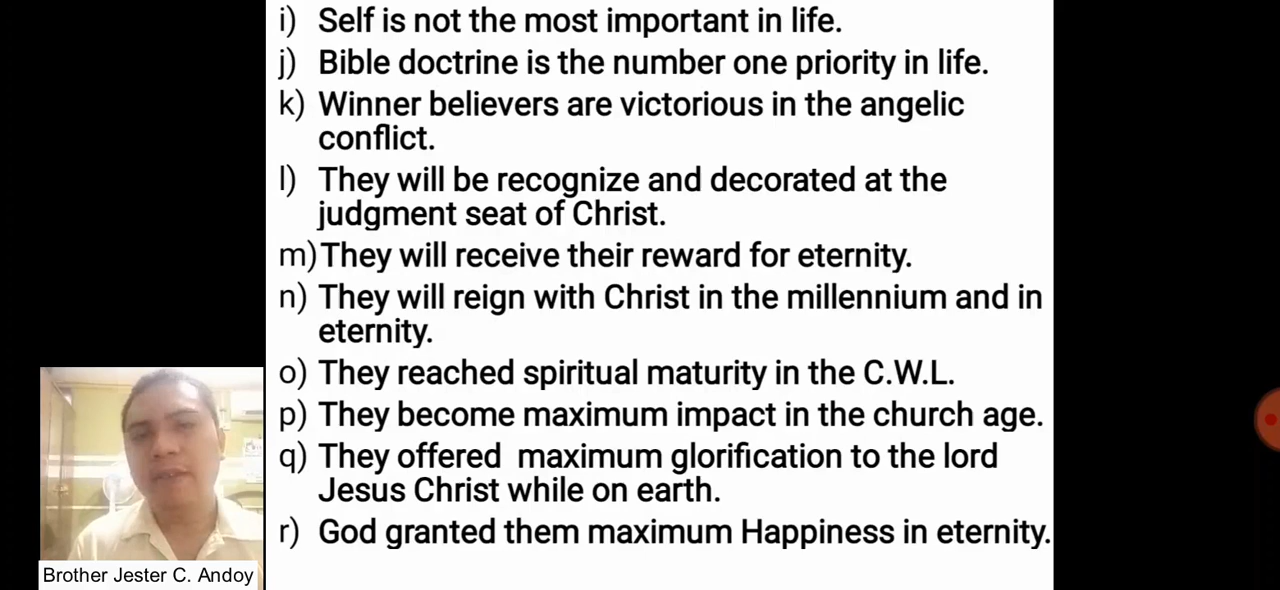 i) Self is not the most important in life.
j) Bible doctrine is the number one priority in life.
k) Winner believers are victorious in the angelic
conflict.
l) They will be recognize and decorated at the
judgment seat of Christ.
m) They will receive their reward for eternity.
n) They will reign with Christ in the millennium and in
eternity.
o) They reached spiritual maturity in the C.W.L.
p) They become maximum impact in the church age.
q) They offered  maximum glorification to the lord
Jesus Christ while on earth.
r) God granted them maximum Happiness in eternity.
Brother Jester C. Andoy